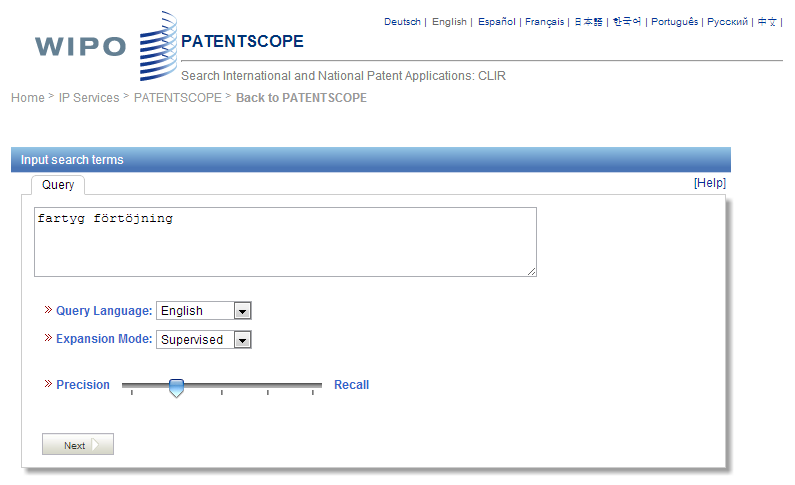 WIPO
PATENTSCOPE
Deutsch | English | Español | Français | 日本語 | 한국어 | Português | Русский | 中文 |
Search International and National Patent Applications: CLIR
Home > IP Services > PATENTSCOPE > Back to PATENTSCOPE
Input search terms
Query
[Help]
fartyg förtöjning
» Query Language: English
» Expansion Mode: Supervised
» Precision Recall
Next